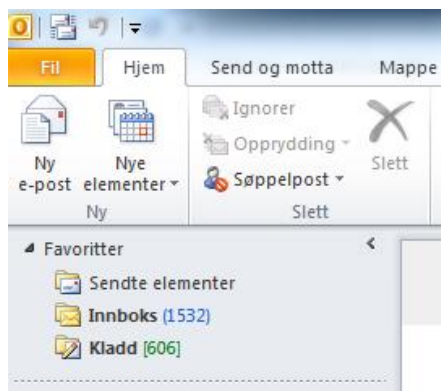 Fil Hjem Send og motta Mappe
Ignorer
Opprydding
Søppelpost
Ny e-post
Nye elementer
Slett
Ny Slett
Favoritter
Sendte elementer
Innboks (1532)
Kladd [606]